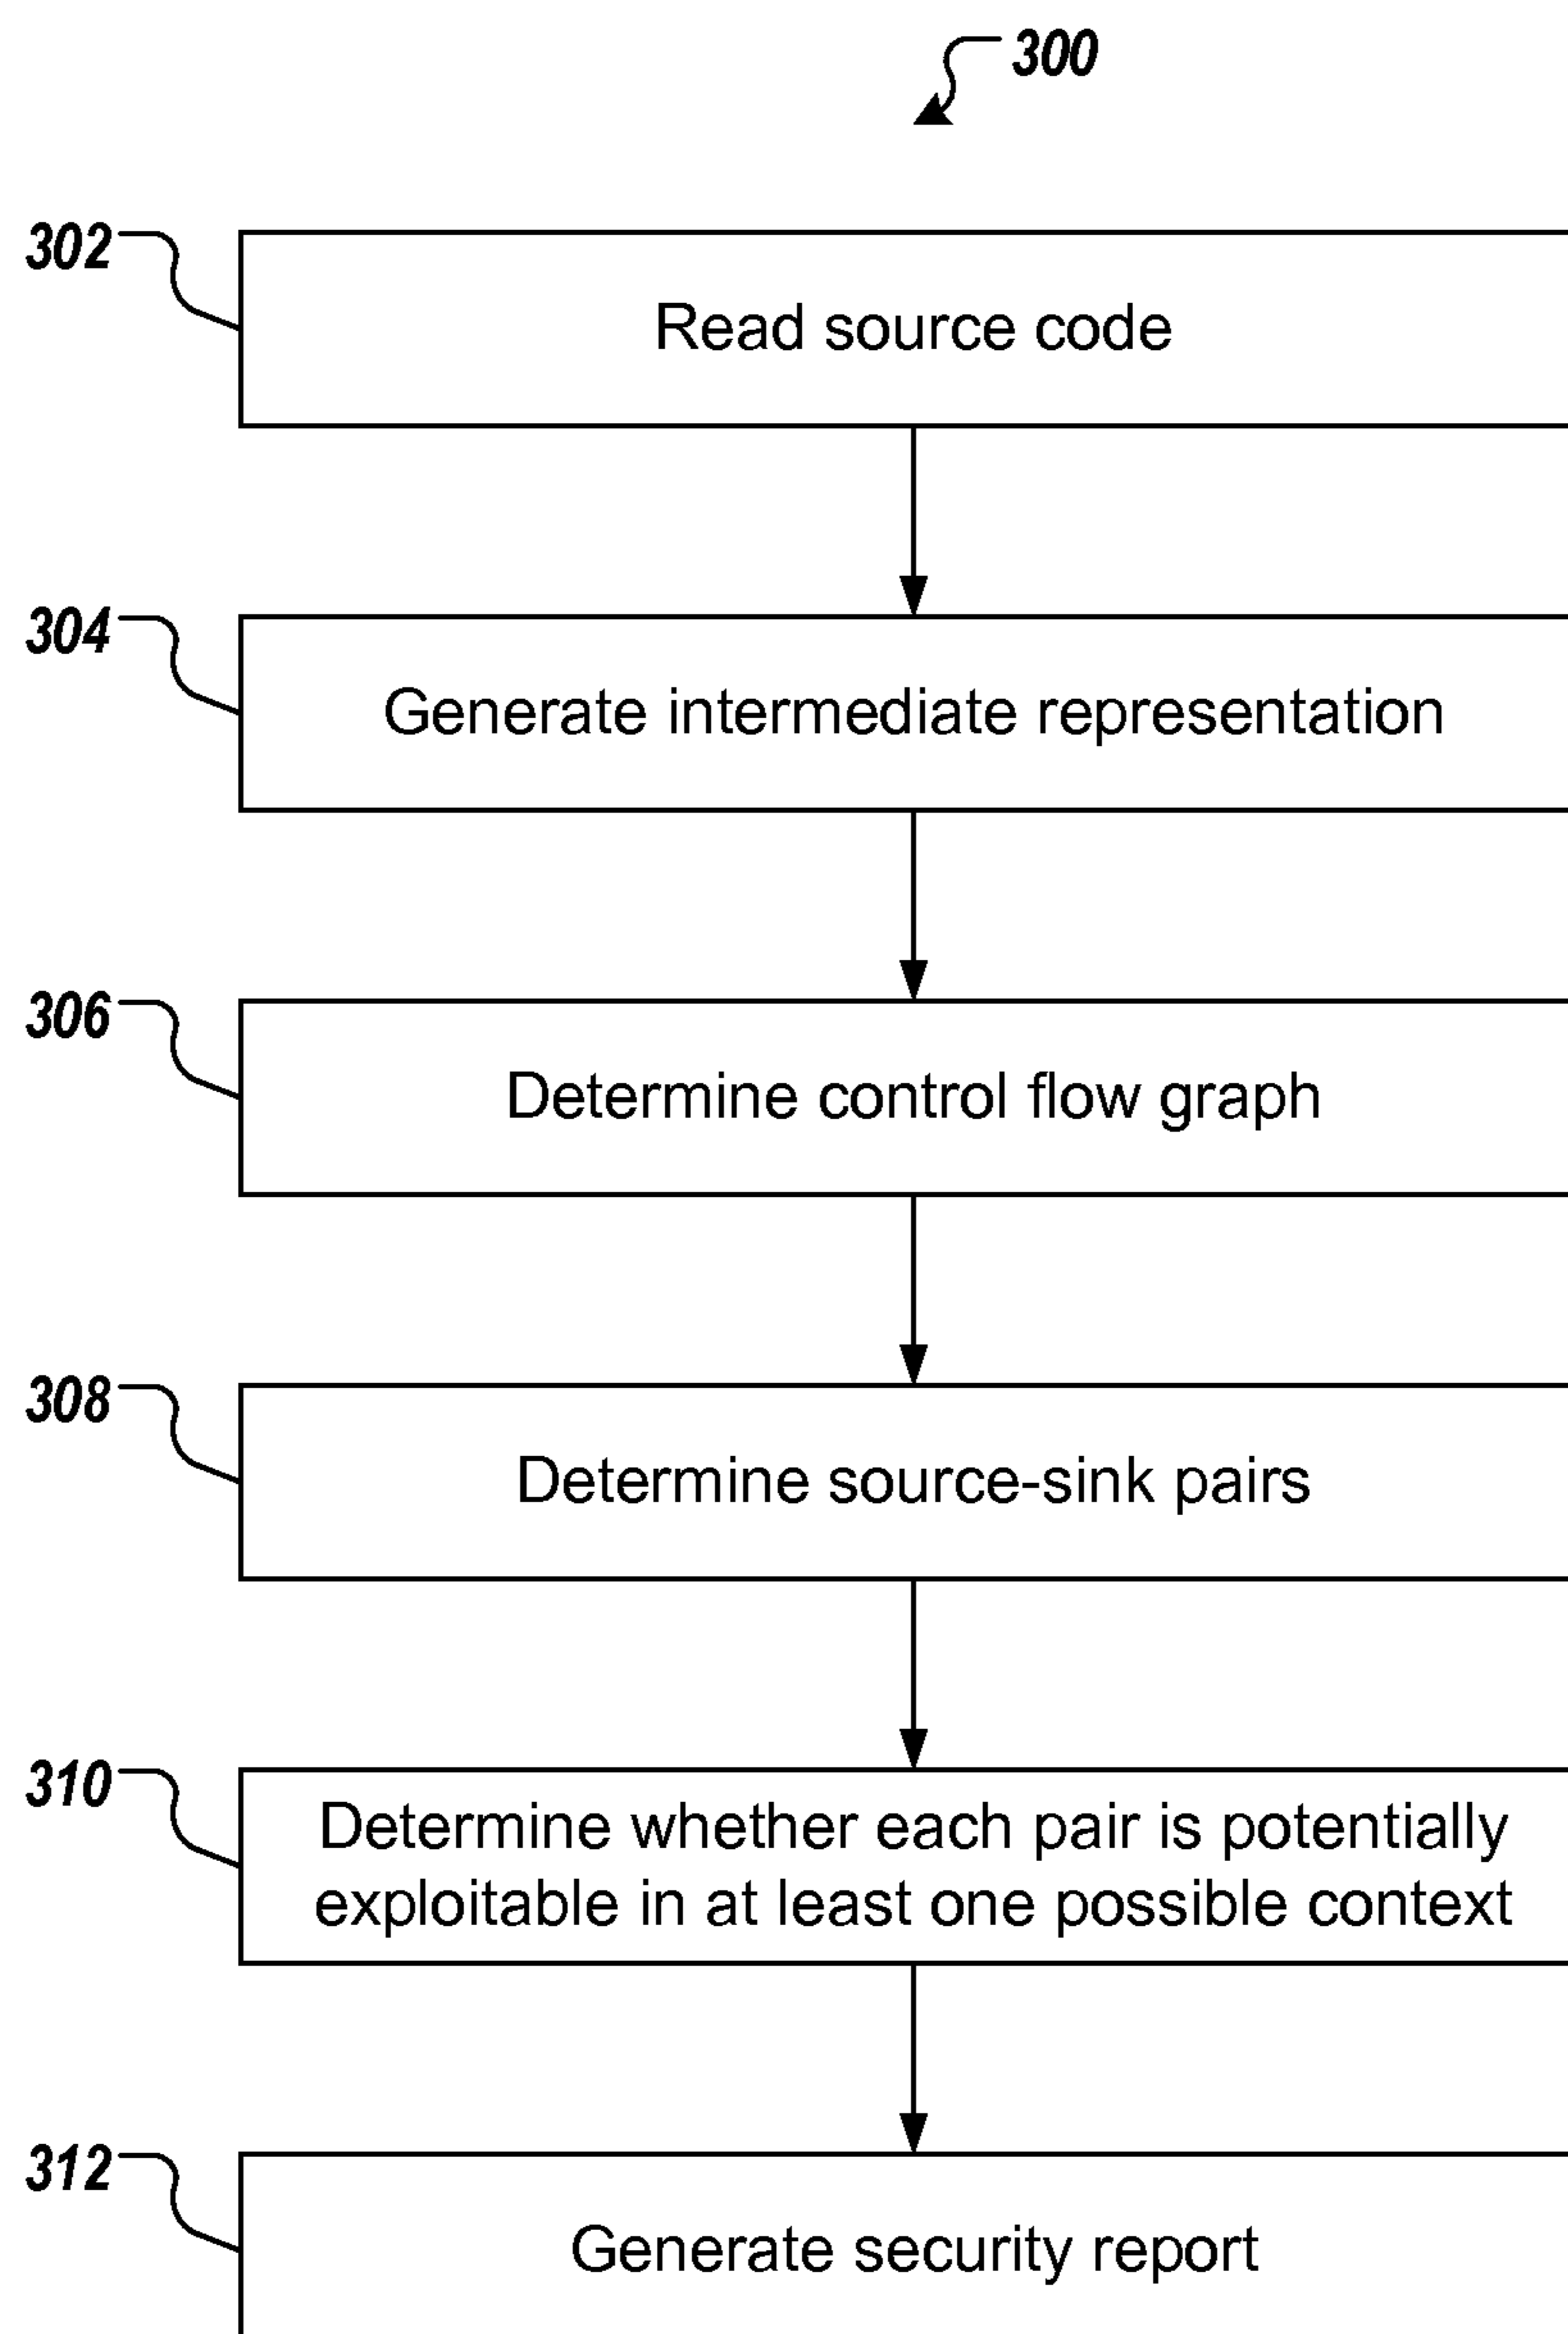 300
302
Read source code
304
Generate intermediate representation
306
Determine control flow graph
308
Determine source-sink pairs
310
Determine whether each pair is potentially
exploitable in at least one possible context
312
Generate security report